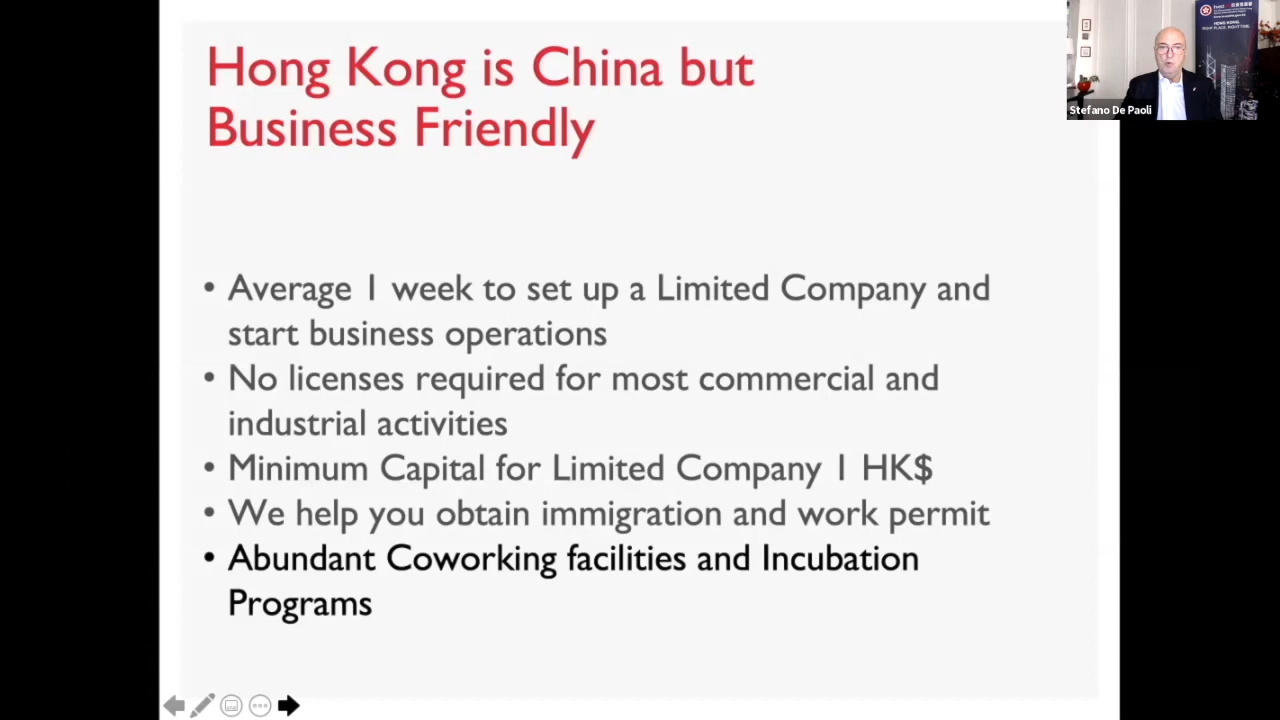 Hong Kong is China but
Business Friendly
• Average 1 week to set up a Limited Company and
start business operations
• No licenses required for most commercial and
industrial activities
• Minimum Capital for Limited Company 1 HK$
• We help you obtain immigration and work permit
• Abundant Coworking facilities and Incubation
Programs
Stefano De Paoli